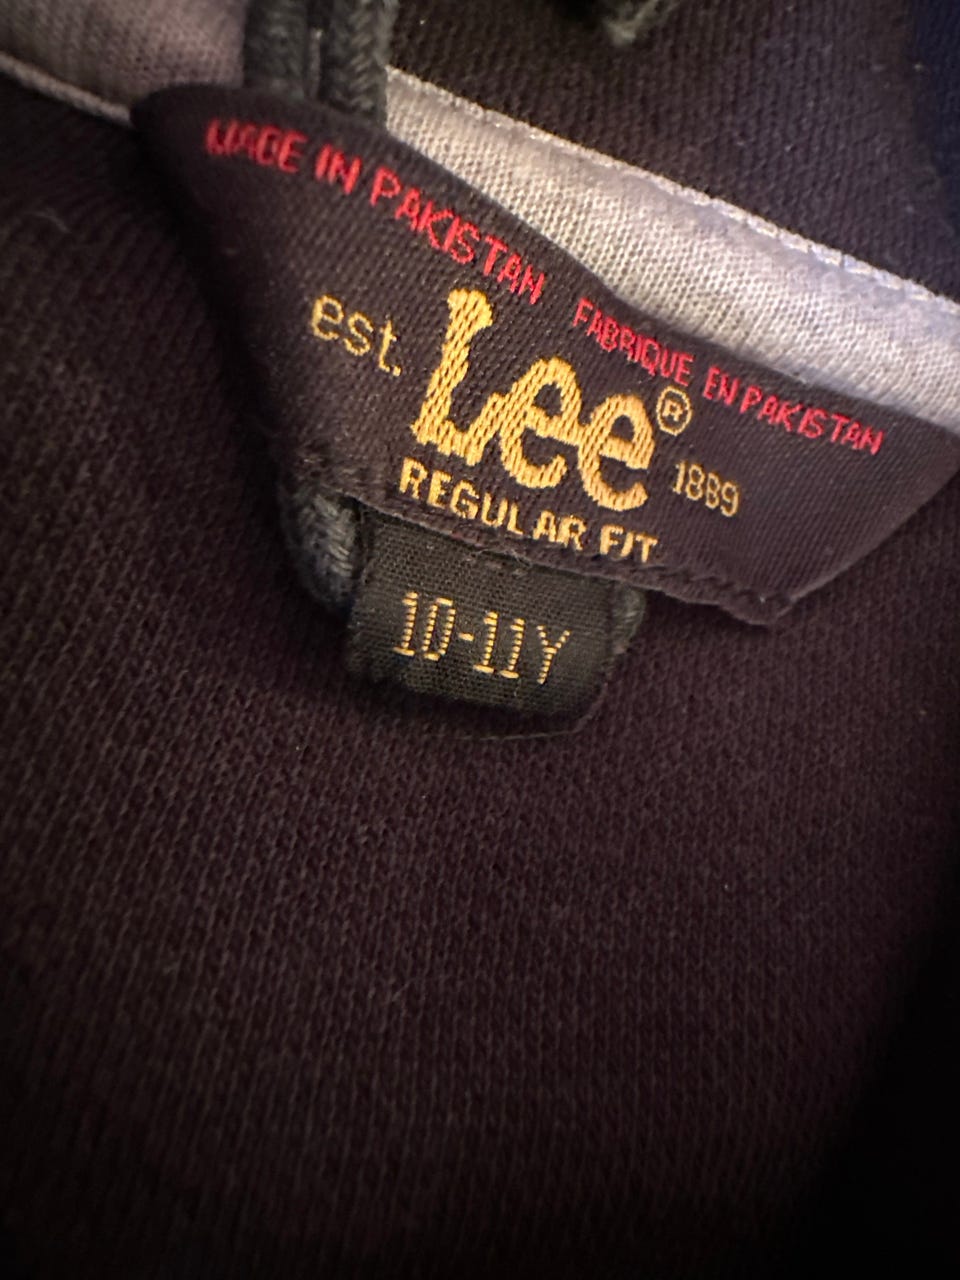 MADE IN PAKISTAN FABRIQUE EN PAKISTAN
est. Lee® 1889
REGULAR FIT
10-11Y